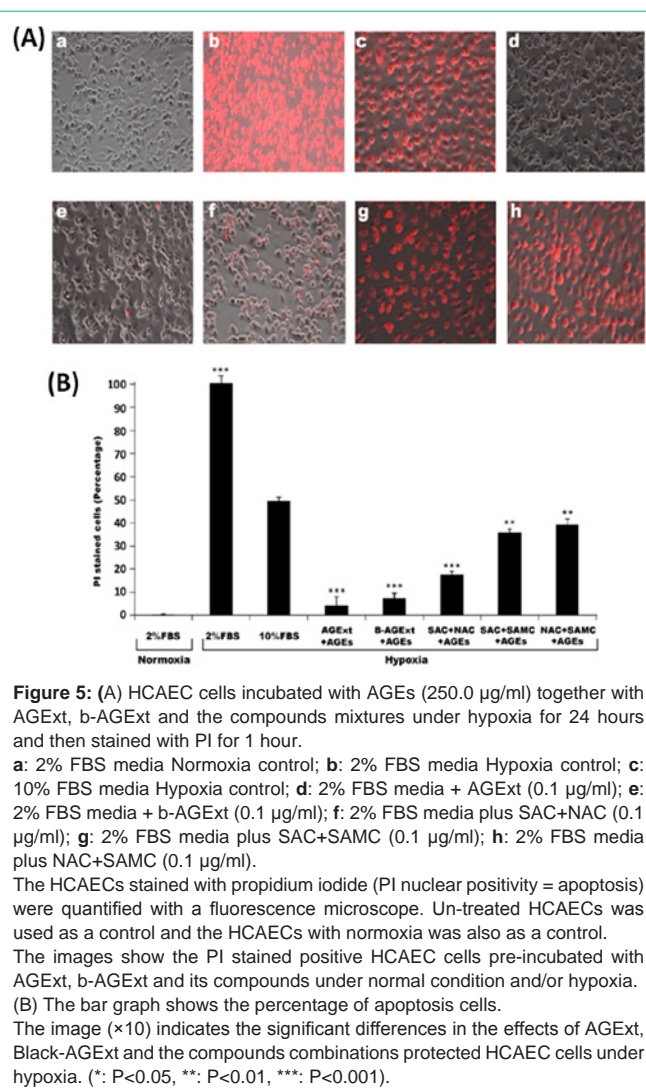 (A)
a b c d
e f g h
(B)
PI stained cells (Percentage)
100
90
80
70
60
50
40
30
20
10
0
***
***
***
***
**
**
2%FBS 2%FBS 10%FBS AGExt B-AGExt SAC+NAC SAC+SAMC NAC+SAMC
+AGEs +AGEs +AGEs +AGEs +AGEs
Normoxia Hypoxia
Figure 5: (A) HCAEC cells incubated with AGEs (250.0 µg/ml) together with
AGExt, b-AGExt and the compounds mixtures under hypoxia for 24 hours
and then stained with PI for 1 hour.
a: 2% FBS media Normoxia control; b: 2% FBS media Hypoxia control; c:
10% FBS media Hypoxia control; d: 2% FBS media + AGExt (0.1 µg/ml); e:
2% FBS media + b-AGExt (0.1 µg/ml); f: 2% FBS media plus SAC+NAC (0.1
µg/ml); g: 2% FBS media plus SAC+SAMC (0.1 µg/ml); h: 2% FBS media
plus NAC+SAMC (0.1 µg/ml).
The HCAECs stained with propidium iodide (PI nuclear positivity = apoptosis)
were quantified with a fluorescence microscope. Un-treated HCAECs was
used as a control and the HCAECs with normoxia was also as a control.
The images show the PI stained positive HCAEC cells pre-incubated with
AGExt, b-AGExt and its compounds under normal condition and/or hypoxia.
(B) The bar graph shows the percentage of apoptosis cells.
The image (×10) indicates the significant differences in the effects of AGExt,
Black-AGExt and the compounds combinations protected HCAEC cells under
hypoxia. (*: P<0.05, **: P<0.01, ***: P<0.001).